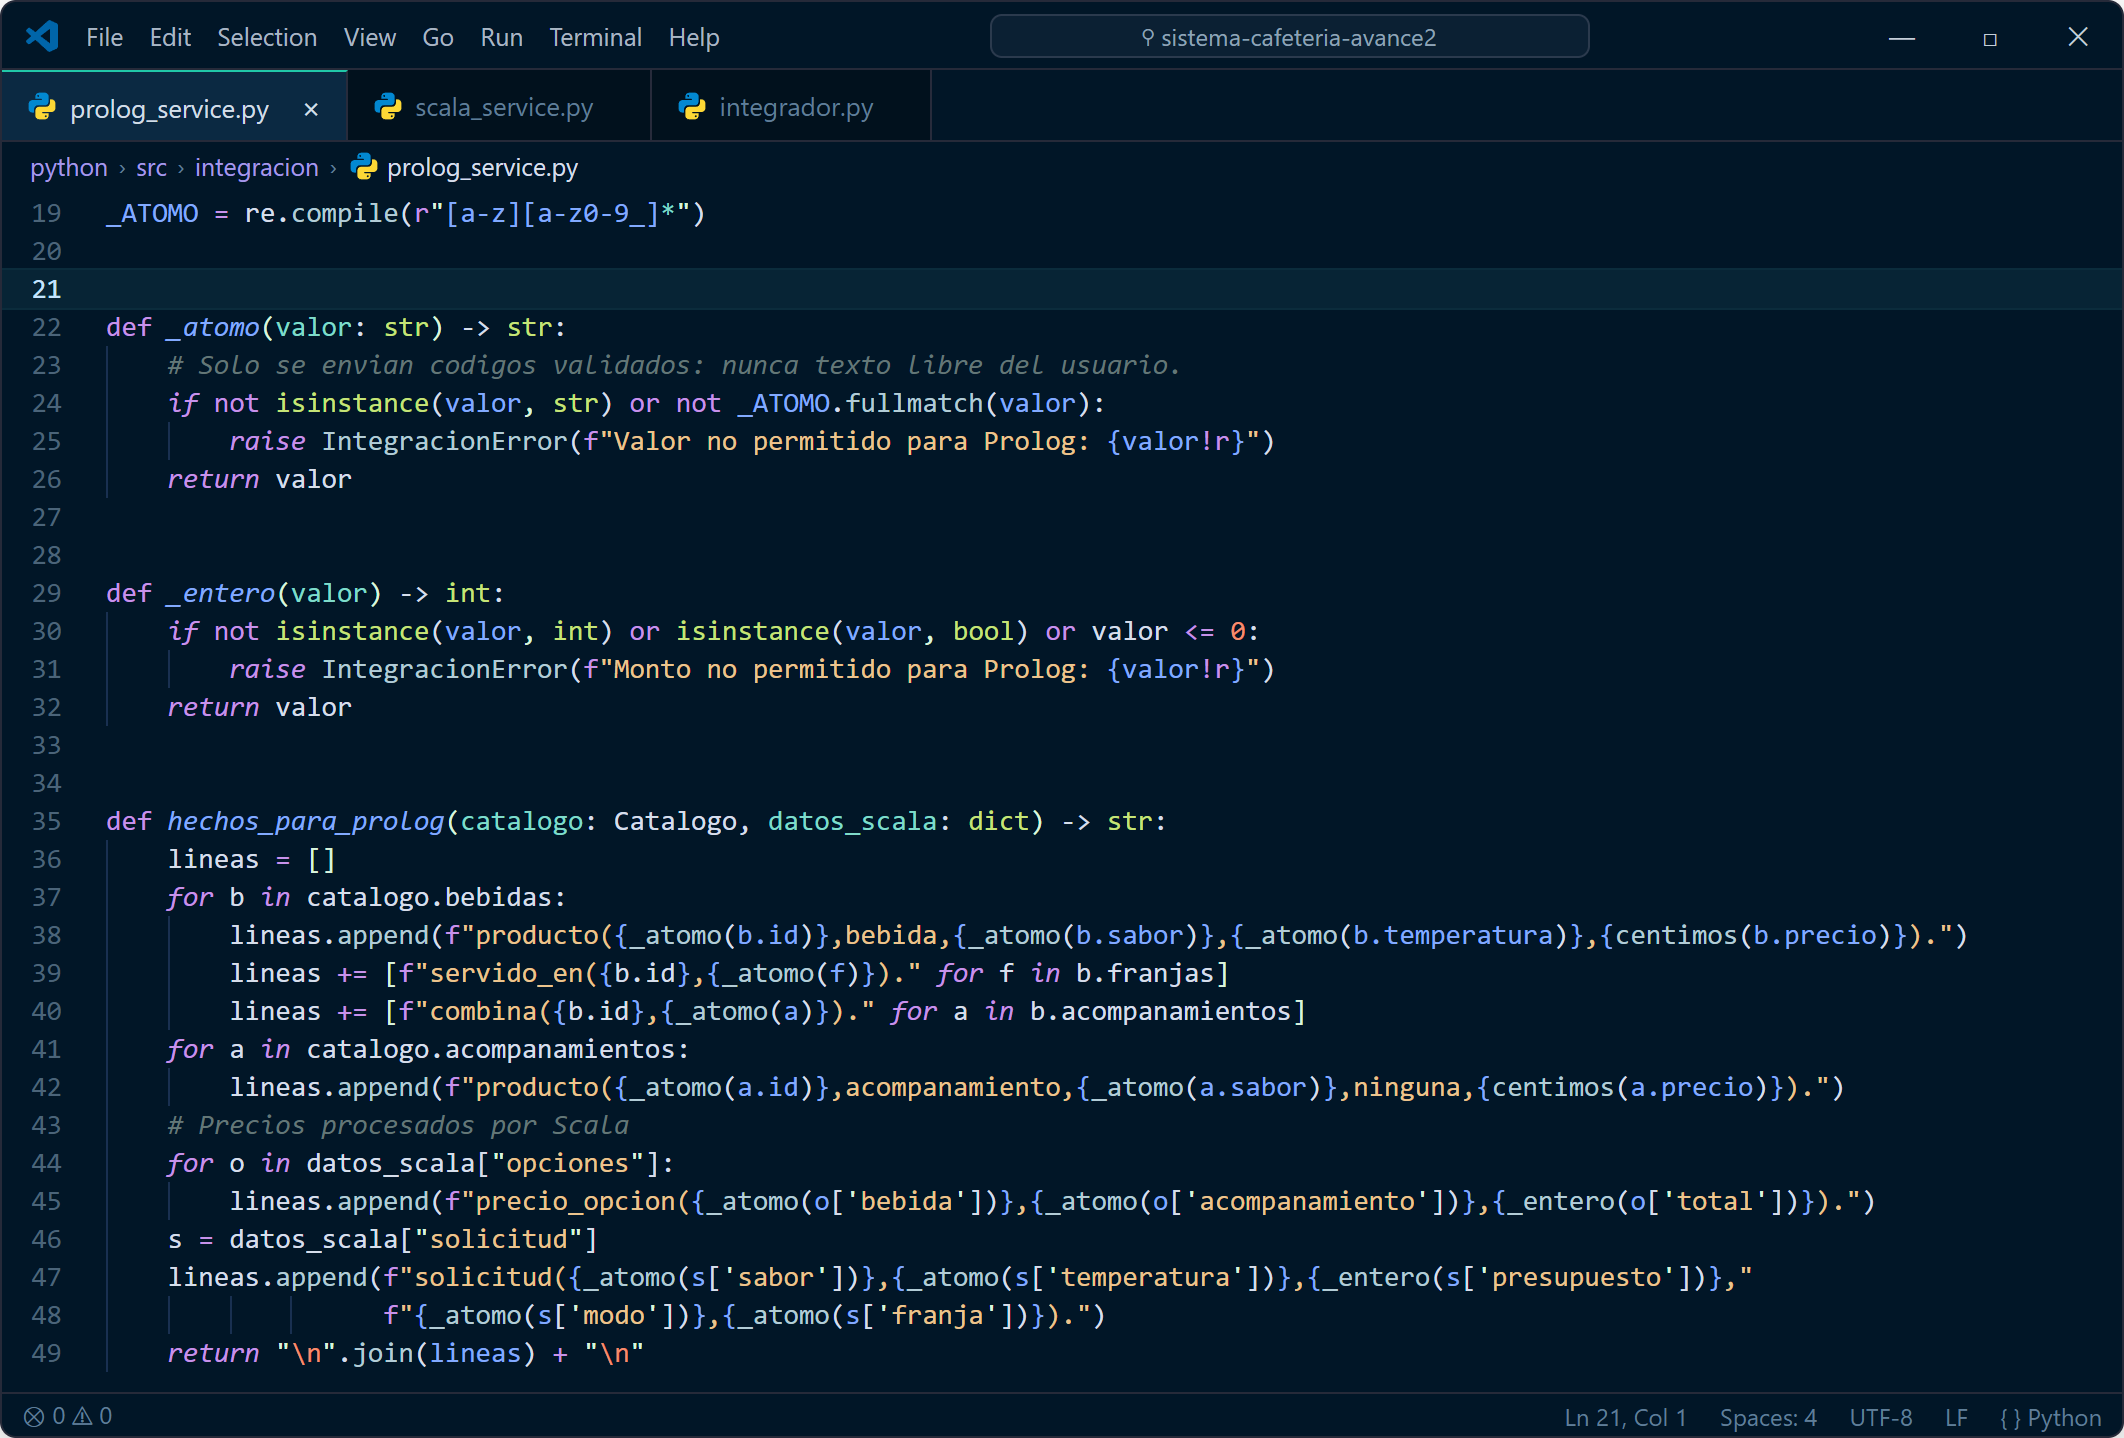 File Edit Selection View Go Run Terminal Help sistema-cafeteria-avance2
prolog_service.py scala_service.py integrador.py
python › src › integracion › prolog_service.py
19 _ATOMO = re.compile(r"[a-z][a-z0-9_]*")
20
21
22 def _atomo(valor: str) -> str:
23     # Solo se envian codigos validados: nunca texto libre del usuario.
24     if not isinstance(valor, str) or not _ATOMO.fullmatch(valor):
25         raise IntegracionError(f"Valor no permitido para Prolog: {valor!r}")
26     return valor
27
28
29 def _entero(valor) -> int:
30     if not isinstance(valor, int) or isinstance(valor, bool) or valor <= 0:
31         raise IntegracionError(f"Monto no permitido para Prolog: {valor!r}")
32     return valor
33
34
35 def hechos_para_prolog(catalogo: Catalogo, datos_scala: dict) -> str:
36     lineas = []
37     for b in catalogo.bebidas:
38         lineas.append(f"producto({_atomo(b.id)},bebida,{_atomo(b.sabor)},{_atomo(b.temperatura)},{centimos(b.precio)}).")
39         lineas += [f"servido_en({b.id},{_atomo(f)})." for f in b.franjas]
40         lineas += [f"combina({b.id},{_atomo(a)})." for a in b.acompanamientos]
41     for a in catalogo.acompanamientos:
42         lineas.append(f"producto({_atomo(a.id)},acompanamiento,{_atomo(a.sabor)},ninguna,{centimos(a.precio)}).")
43     # Precios procesados por Scala
44     for o in datos_scala["opciones"]:
45         lineas.append(f"precio_opcion({_atomo(o['bebida'])},{_atomo(o['acompanamiento'])},{_entero(o['total'])}).")
46     s = datos_scala["solicitud"]
47     lineas.append(f"solicitud({_atomo(s['sabor'])},{_atomo(s['temperatura'])},{_entero(s['presupuesto'])},"
48                   f"{_atomo(s['modo'])},{_atomo(s['franja'])}).")
49     return "\n".join(lineas) + "\n"
0 0 Ln 21, Col 1 Spaces: 4 UTF-8 LF { } Python